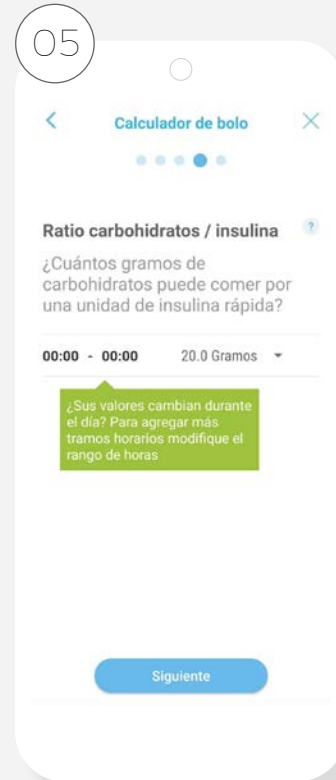 05
Calculador de bolo
Ratio carbohidratos / insulina ?
¿Cuántos gramos de
carbohidratos puede comer por
una unidad de insulina rápida?
00:00 - 00:00 20.0 Gramos
¿Sus valores cambian durante
el día? Para agregar más
tramos horarios modifique el
rango de horas
Siguiente